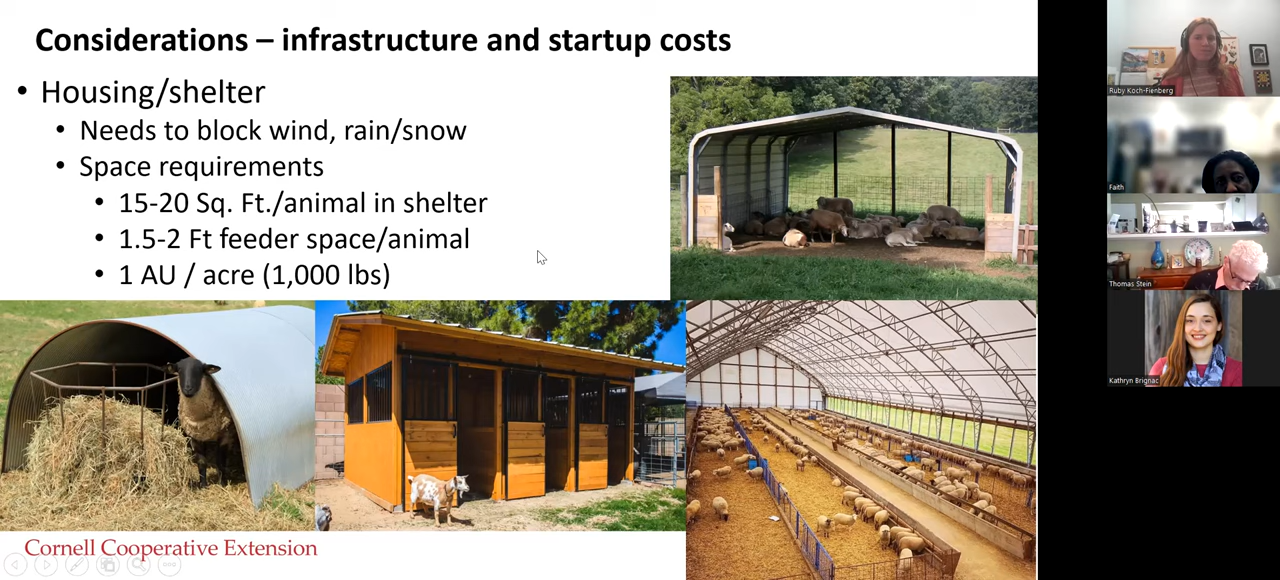 Considerations – infrastructure and startup costs
• Housing/shelter
• Needs to block wind, rain/snow
• Space requirements
• 15-20 Sq. Ft./animal in shelter
• 1.5-2 Ft feeder space/animal
• 1 AU / acre (1,000 lbs)
Cornell Cooperative Extension
Ruby Koch-Fienberg
Faith
Thomas Stein
Kathryn Brignac